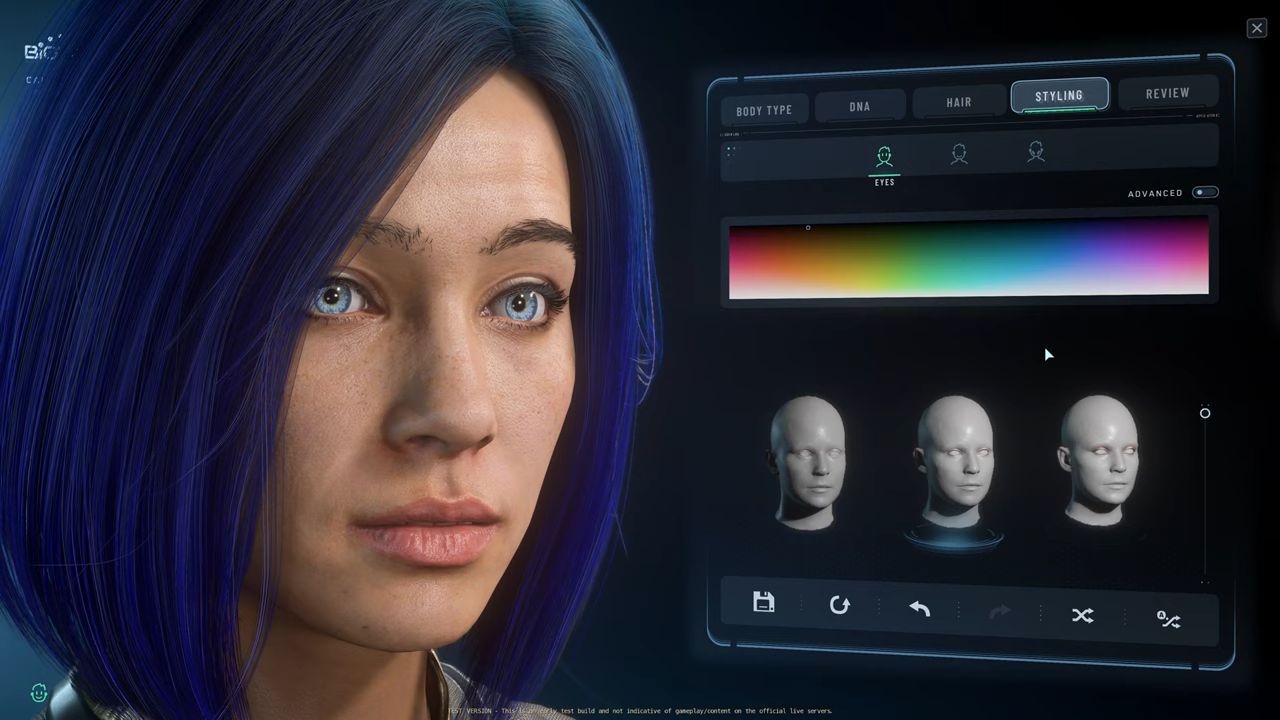 BODY TYPE
DNA
HAIR
STYLING
REVIEW
EYES
ADVANCED
TEST VERSION - This is an early test build and not indicative of gameplay/content on the official live servers.